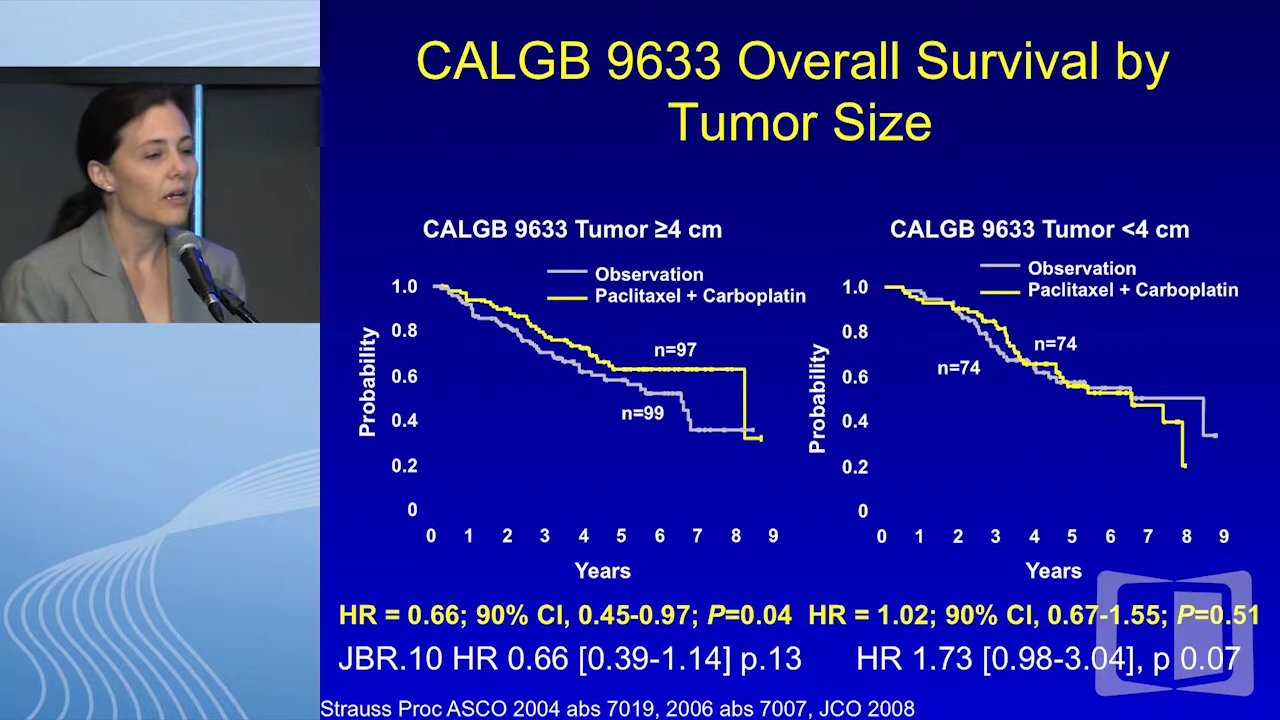 CALGB 9633 Overall Survival by
Tumor Size
CALGB 9633 Tumor ≥4 cm
Observation
Paclitaxel + Carboplatin
1.0
0.8
0.6
0.4
0.2
0
Probability
n=97
n=99
0 1 2 3 4 5 6 7 8 9
Years
HR = 0.66; 90% CI, 0.45-0.97; P=0.04
JBR.10 HR 0.66 [0.39-1.14] p.13
CALGB 9633 Tumor <4 cm
Observation
Paclitaxel + Carboplatin
1.0
0.8
0.6
0.4
0.2
0
Probability
n=74
n=74
0 1 2 3 4 5 6 7 8 9
Years
HR = 1.02; 90% CI, 0.67-1.55; P=0.51
HR 1.73 [0.98-3.04], p 0.07
Strauss Proc ASCO 2004 abs 7019, 2006 abs 7007, JCO 2008